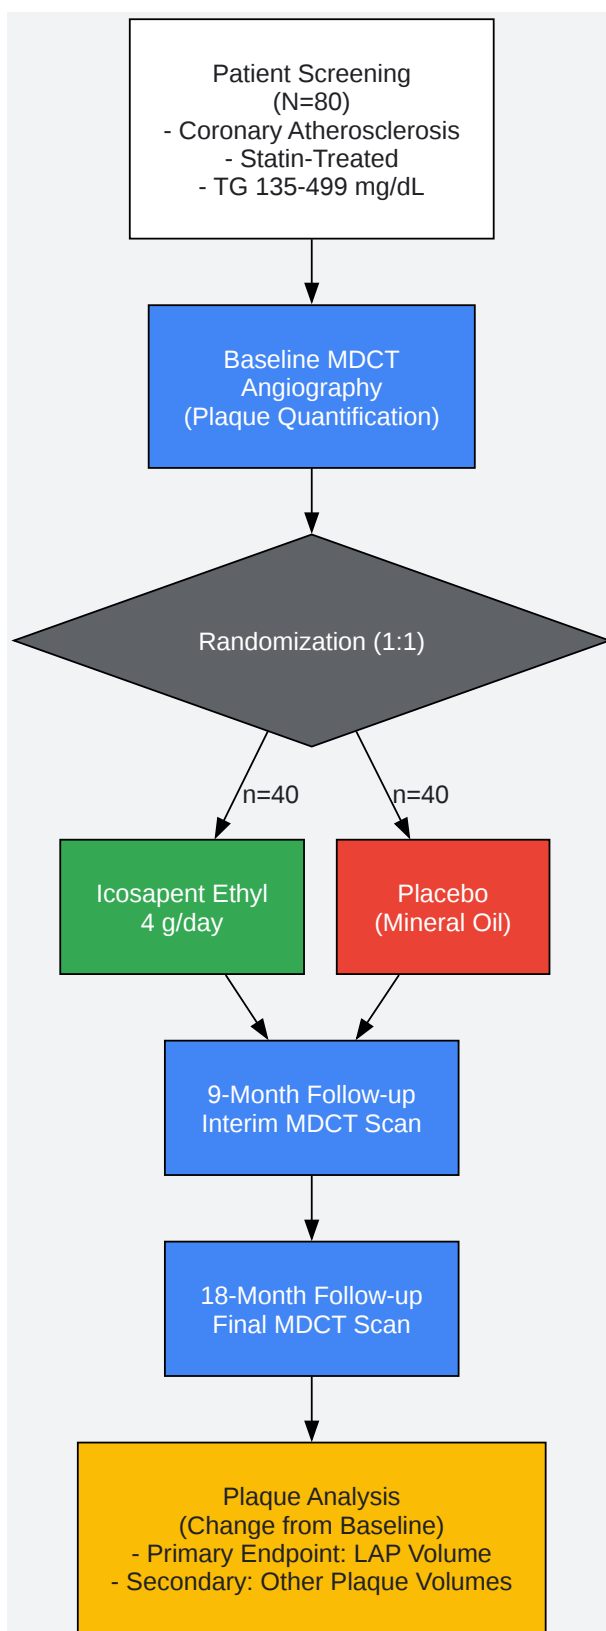 Patient Screening
(N=80)
- Coronary Atherosclerosis
- Statin-Treated
- TG 135-499 mg/dL
Baseline MDCT
Angiography
(Plaque Quantification)
Randomization (1:1)
n=40
n=40
Icosapent Ethyl
4 g/day
Placebo
(Mineral Oil)
9-Month Follow-up
Interim MDCT Scan
18-Month Follow-up
Final MDCT Scan
Plaque Analysis
(Change from Baseline)
- Primary Endpoint: LAP Volume
- Secondary: Other Plaque Volumes